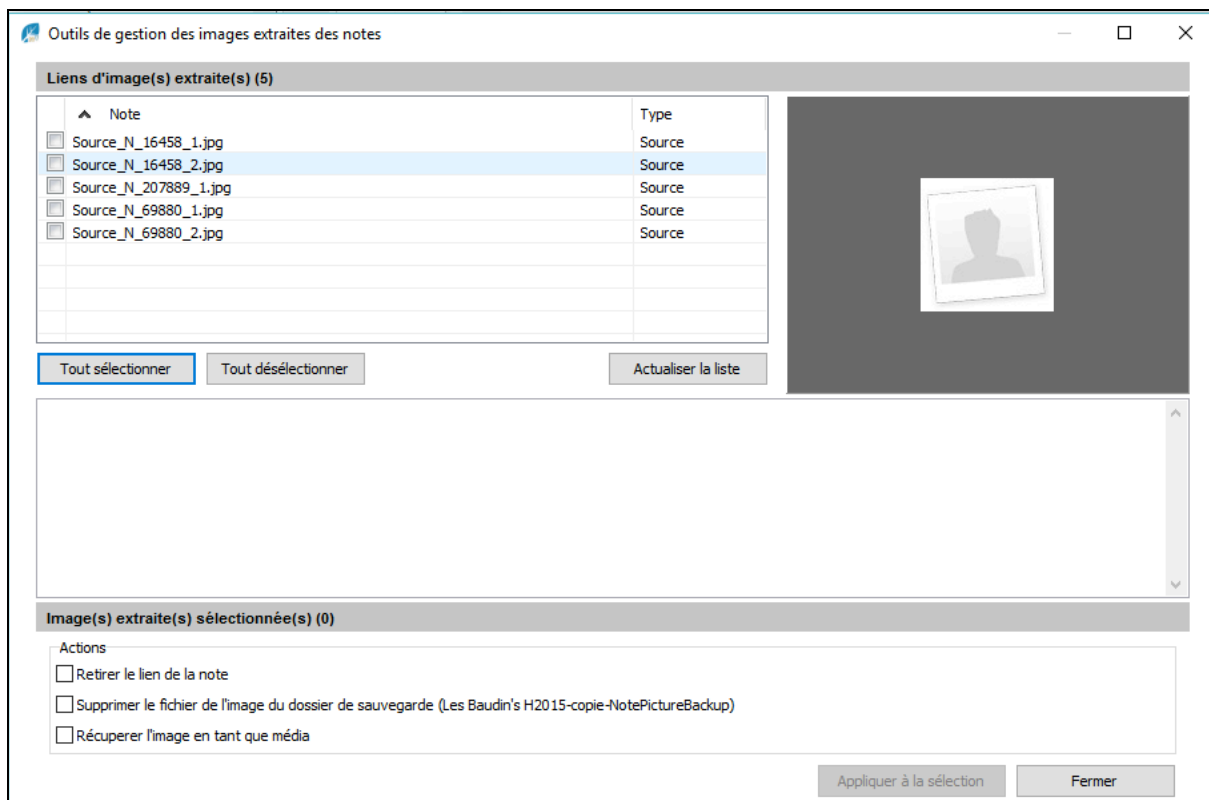 Outils de gestion des images extraites des notes
Liens d'image(s) extraite(s) (5)
Note Type
Source_N_16458_1.jpg Source
Source_N_16458_2.jpg Source
Source_N_207889_1.jpg Source
Source_N_69880_1.jpg Source
Source_N_69880_2.jpg Source
Tout sélectionner Tout désélectionner Actualiser la liste
Image(s) extraite(s) sélectionnée(s) (0)
Actions
Retirer le lien de la note
Supprimer le fichier de l'image du dossier de sauvegarde (Les Baudin's H2015-copie-NotePictureBackup)
Récuperer l'image en tant que média
Appliquer à la sélection Fermer